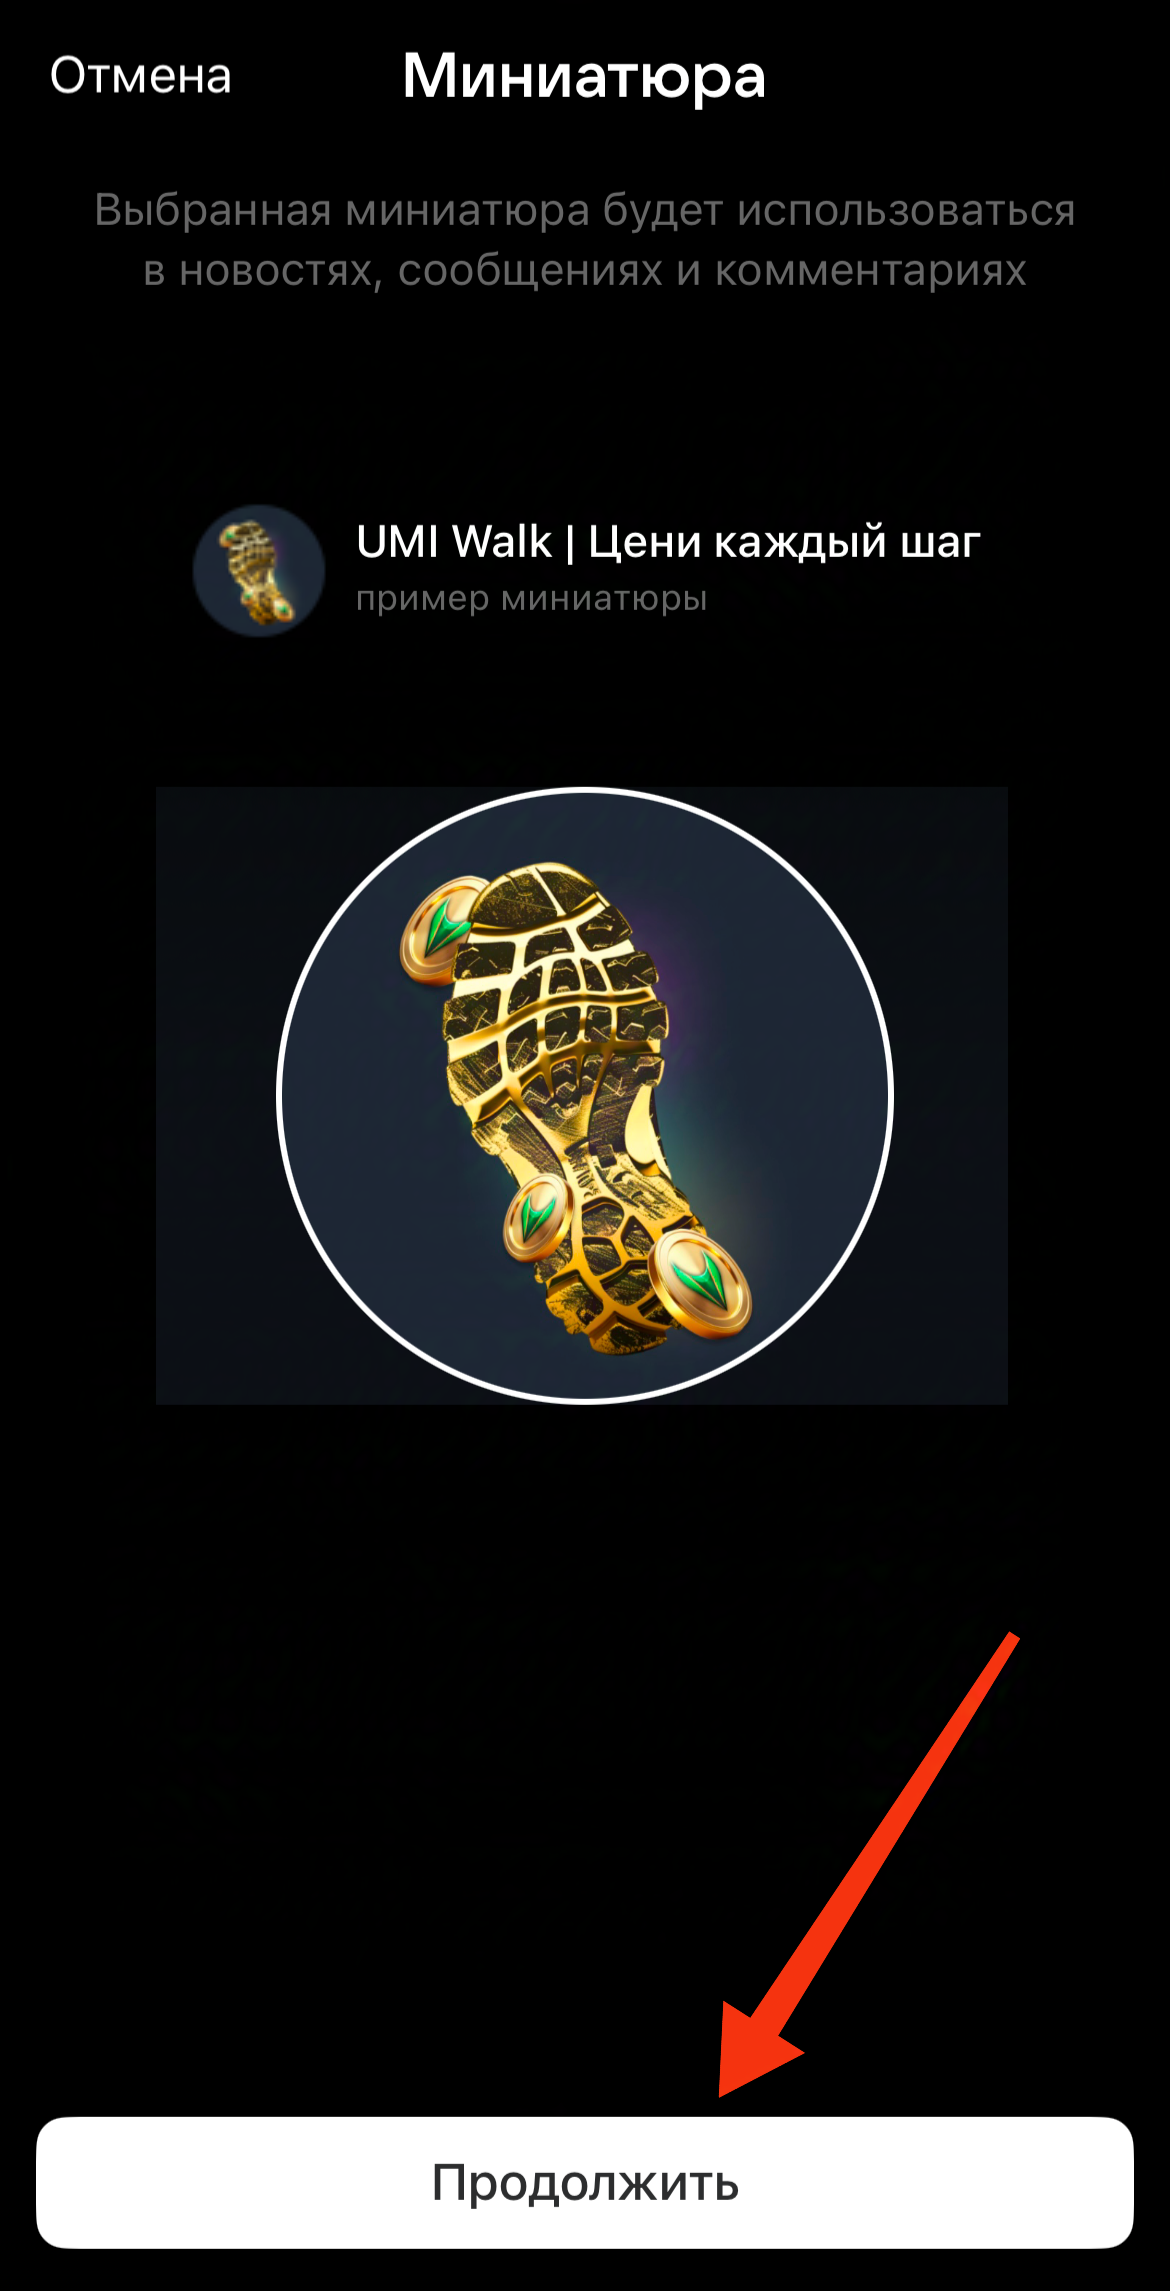 Отмена
Миниатюра
Выбранная миниатюра будет использоваться
в новостях, сообщениях и комментариях
UMI Walk | Цени каждый шаг
пример миниатюры
Продолжить